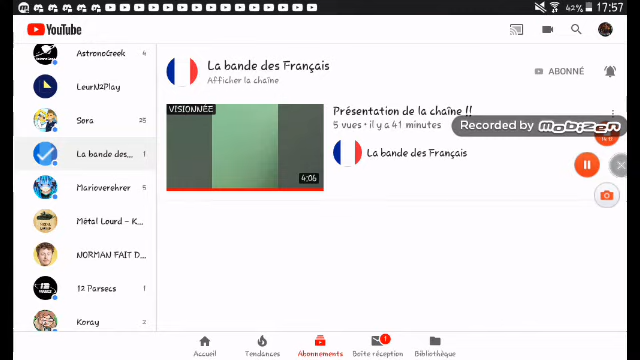 42% 17:57
YouTube
AstronoGeek 4
LeurN2Play
Sora 25
La bande des... 1
Marioverehrer 5
Métal Lourd - K...
NORMAN FAIT D...
12 Parsecs 1
Koray 2
La bande des Français
Afficher la chaîne
ABONNÉ
VISIONNÉE
4:06
Présentation de la chaîne !!
5 vues • il y a 41 minutes
La bande des Français
Recorded by mobizen
Accueil
Tendances
Abonnements
Boîte réception
1
Bibliothèque